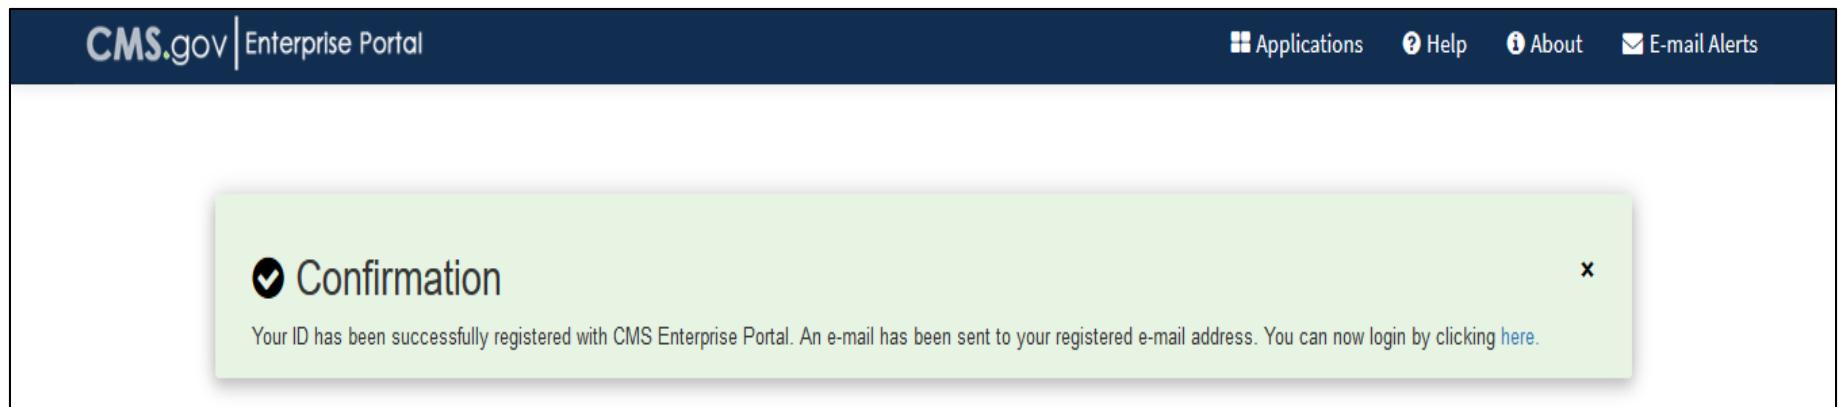 CMS.gov Enterprise Portal Applications Help About E-mail Alerts
Confirmation
Your ID has been successfully registered with CMS Enterprise Portal. An e-mail has been sent to your registered e-mail address. You can now login by clicking here.